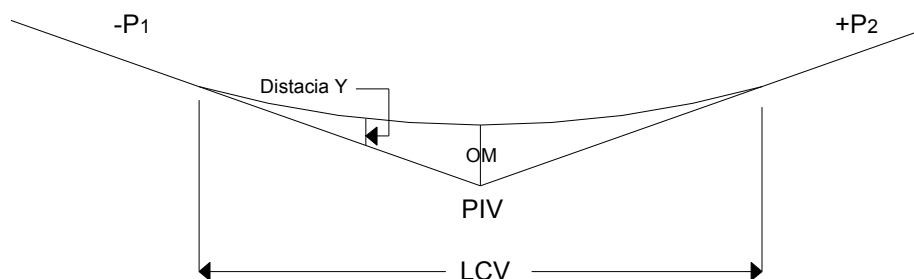 -P1
+P2
Distacia Y
OM
PIV
LCV